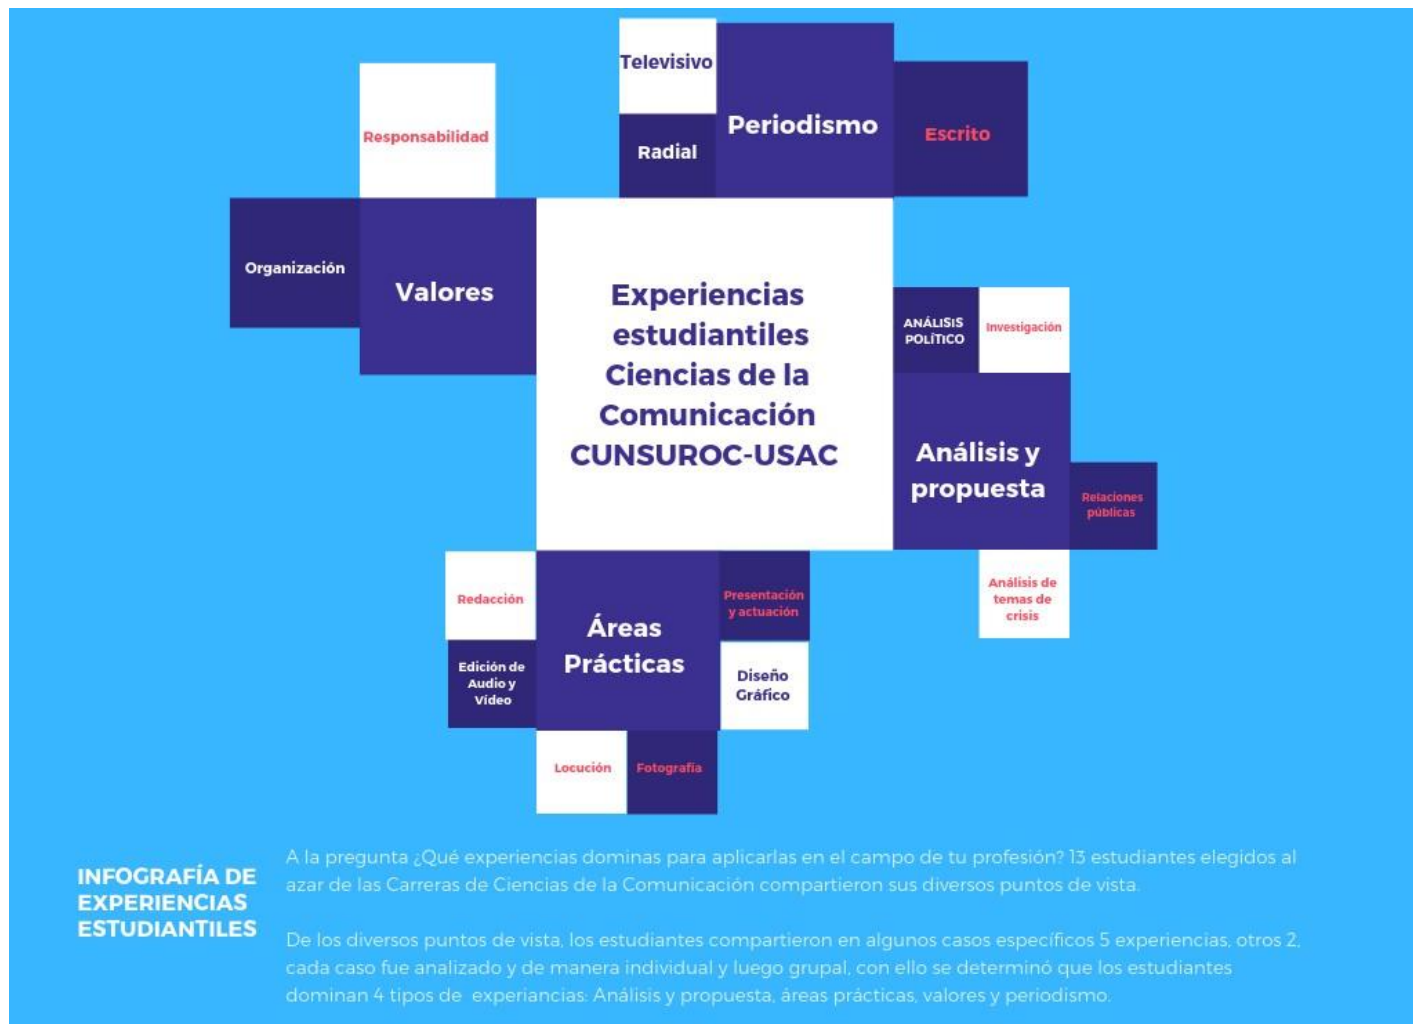 Televisivo
Periodismo
Escrito
Radial
Responsabilidad
Organización
Valores
Experiencias
estudiantiles
Ciencias de la
Comunicación
CUNSUROC-USAC
ANÁLISIS
POLÍTICO
Investigación
Análisis y
propuesta
Relaciones
públicas
Análisis de
temas de
crisis
Redacción
Áreas
Prácticas
Presentación
y actuación
Edición de
Audio y
Vídeo
Diseño
Gráfico
Locución
Fotografía
INFOGRAFÍA DE
EXPERIENCIAS
ESTUDIANTILES
A la pregunta ¿Qué experiencias dominas para aplicarlas en el campo de tu profesión? 13 estudiantes elegidos al
azar de las Carreras de Ciencias de la Comunicación compartieron sus diversos puntos de vista.
De los diversos puntos de vista, los estudiantes compartieron en algunos casos específicos 5 experiencias, otros 2,
cada caso fue analizado y de manera individual y luego grupal, con ello se determinó que los estudiantes
dominan 4 tipos de experiancias: Análisis y propuesta, áreas prácticas, valores y periodismo.